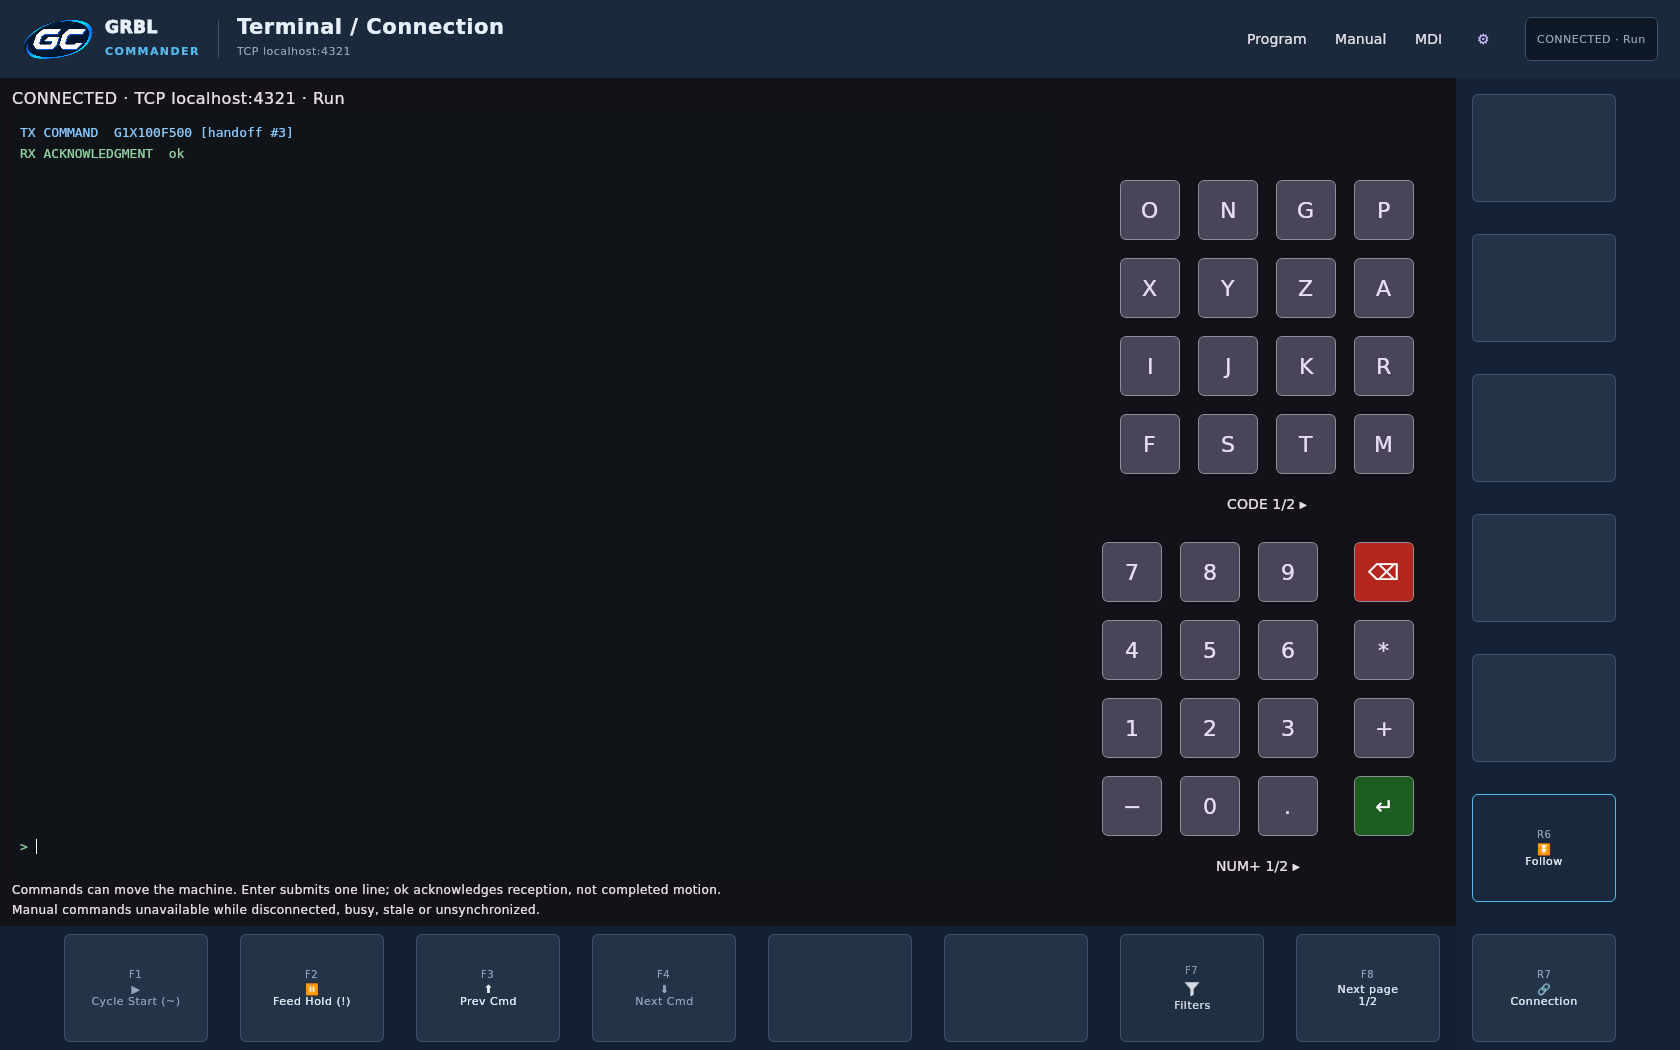 GC
GRBL
COMMANDER
Terminal / Connection
TCP localhost:4321
Program
Manual
MDI
⚙
CONNECTED · Run
CONNECTED · TCP localhost:4321 · Run
TX COMMAND  G1X100F500 [handoff #3]
RX ACKNOWLEDGMENT  ok
O N G P
X Y Z A
I J K R
F S T M
CODE 1/2 ▸
7 8 9 ⌫
4 5 6 *
1 2 3 +
− 0 . ↵
NUM+ 1/2 ▸
>
Commands can move the machine. Enter submits one line; ok acknowledges reception, not completed motion.
Manual commands unavailable while disconnected, busy, stale or unsynchronized.
R6
Follow
F1
Cycle Start (~)
F2
Feed Hold (!)
F3
Prev Cmd
F4
Next Cmd
F7
Filters
F8
Next page
1/2
R7
Connection